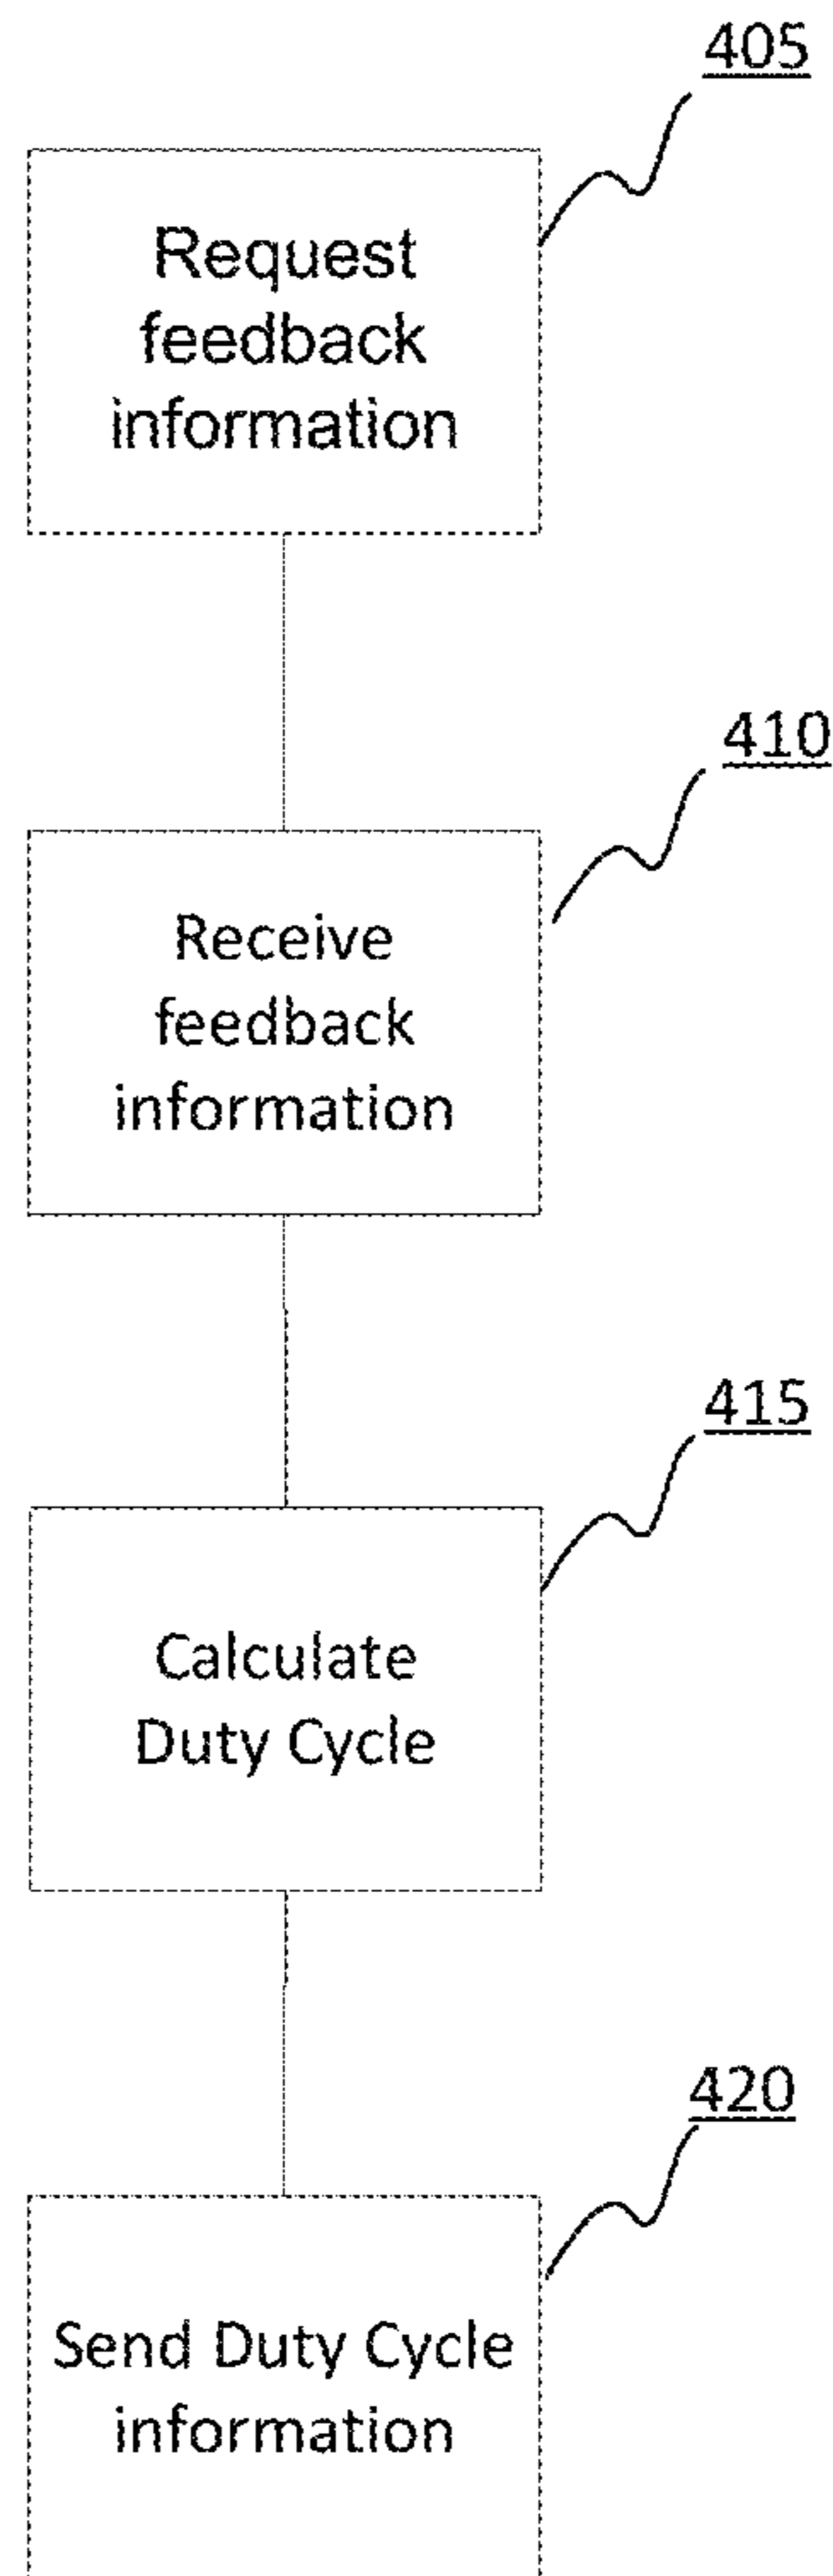 405
Request
feedback
information
410
Receive
feedback
information
415
Calculate
Duty Cycle
420
Send Duty Cycle
information